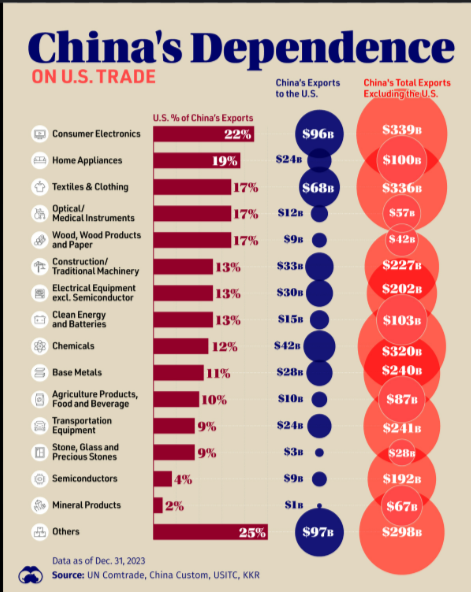 China's Dependence
ON U.S. TRADE
China's Exports
to the U.S.
China's Total Exports
Excluding the U.S.
U.S. % of China's Exports
Consumer Electronics 22% $96B $339B
Home Appliances 19% $24B $100B
Textiles & Clothing 17% $68B $336B
Optical/
Medical Instruments 17% $12B $57B
Wood, Wood Products
and Paper 17% $9B $42B
Construction/
Traditional Machinery 13% $33B $227B
Electrical Equipment
excl. Semiconductor 13% $30B $202B
Clean Energy
and Batteries 13% $15B $103B
Chemicals 12% $42B $320B
Base Metals 11% $28B $240B
Agriculture Products,
Food and Beverage 10% $10B $87B
Transportation
Equipment 9% $24B $241B
Stone, Glass and
Precious Stones 9% $3B $28B
Semiconductors 4% $9B $192B
Mineral Products 2% $1B $67B
Others 25% $97B $298B
Data as of Dec. 31, 2023
Source: UN Comtrade, China Custom, USITC, KKR